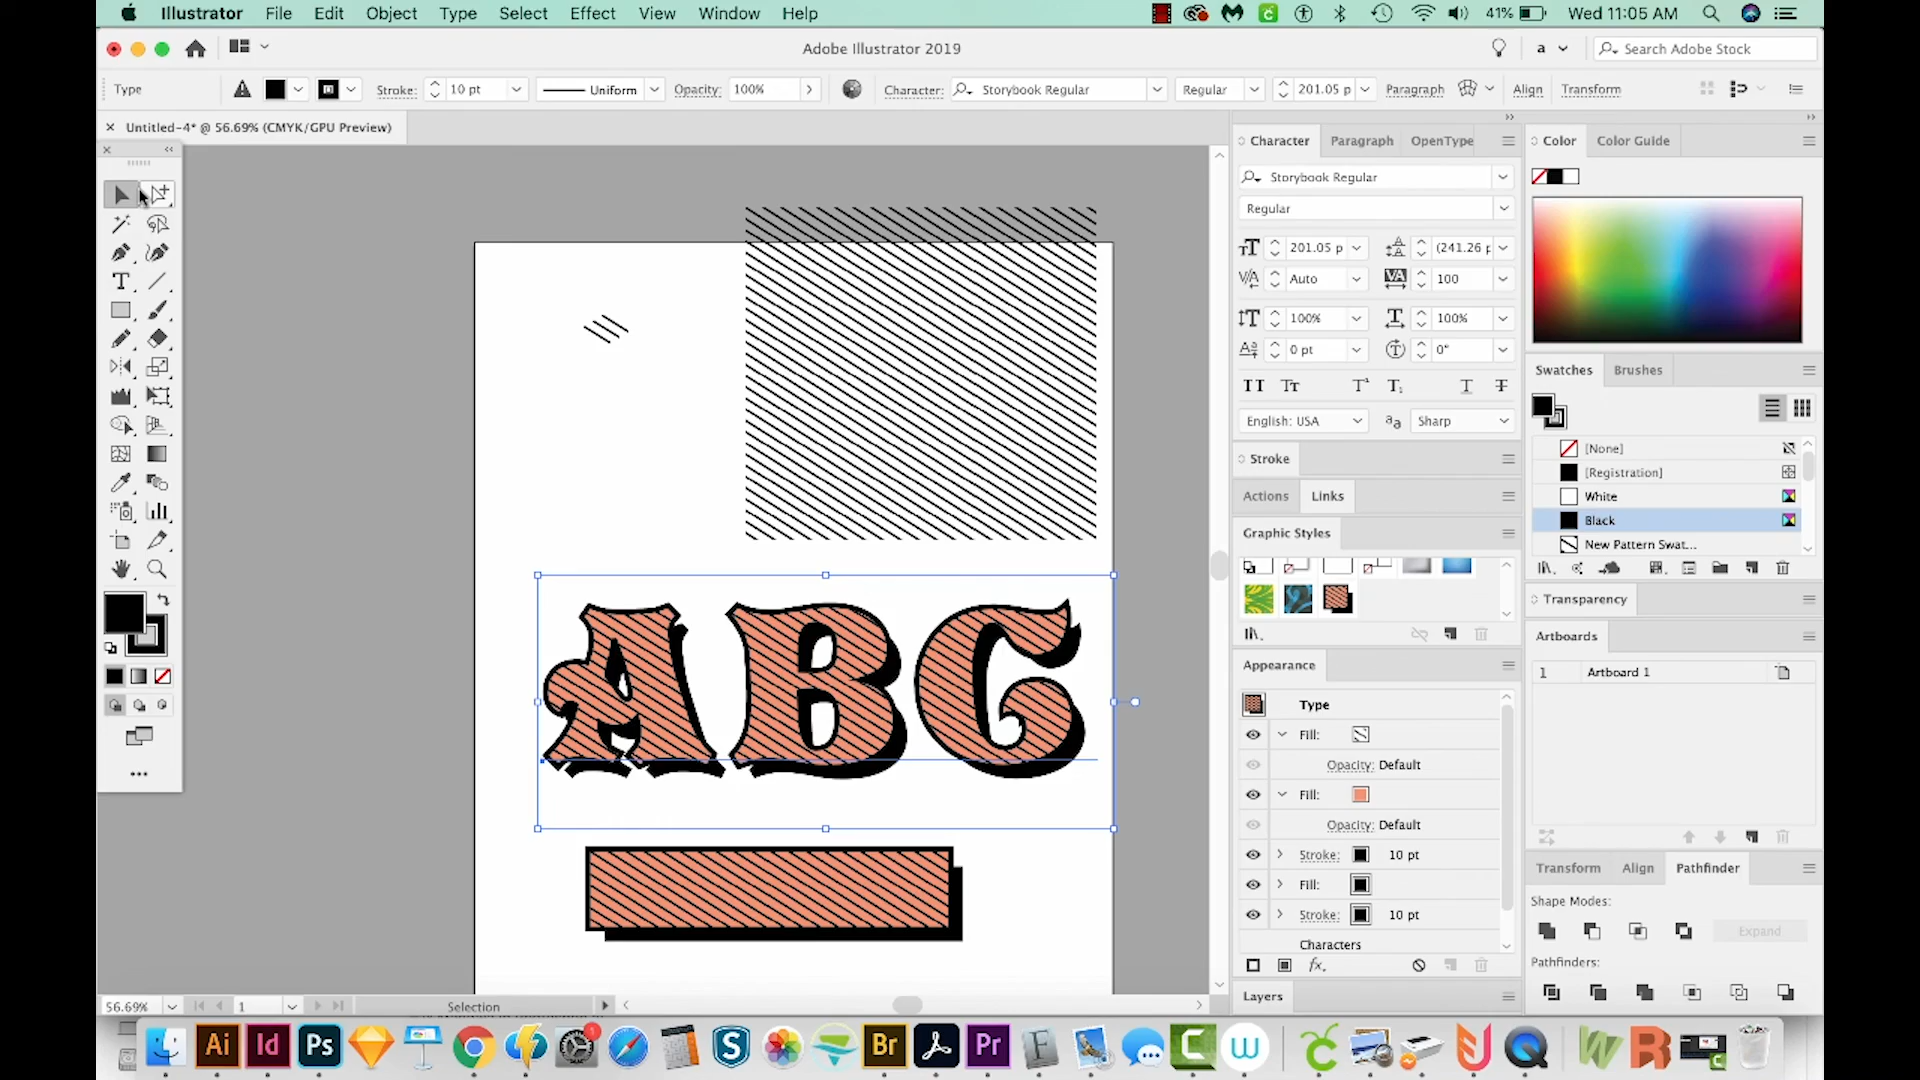 Illustrator File Edit Object Type Select Effect View Window Help 41% Wed 11:05 AM
Adobe Illustrator 2019 a Search Adobe Stock
Type Stroke: 10 pt Uniform Opacity: 100% Character: Storybook Regular Regular 201.05 p Paragraph Align Transform
Untitled-4* @ 56.69% (CMYK/GPU Preview)
Character Paragraph OpenType
Storybook Regular
Regular
201.05 p (241.26 p
Auto 100
100% 100%
0 pt 0°
English: USA Sharp
Stroke
Actions Links
Graphic Styles
Appearance
Type
Fill:
Opacity: Default
Fill:
Opacity: Default
Stroke: 10 pt
Fill:
Stroke: 10 pt
Characters
fx
Layers
Color Color Guide
Swatches Brushes
[None]
[Registration]
White
Black
New Pattern Swat...
Transparency
Artboards
1 Artboard 1
Transform Align Pathfinder
Shape Modes:
Expand
Pathfinders:
ABC
56.69% 1 Selection
Ai Id Ps S Br Pr